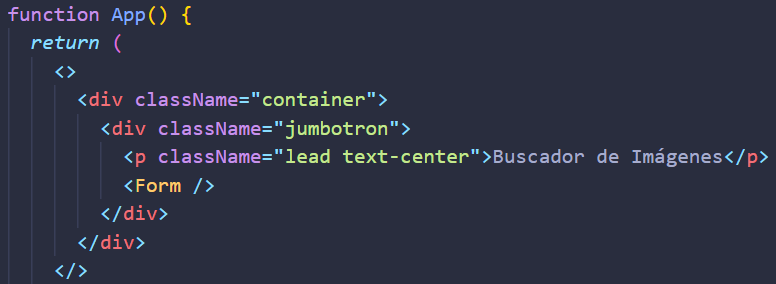 function App() {
return (
<>
<div className="container">
<div className="jumbotron">
<p className="lead text-center">Buscador de Imágenes</p>
<Form />
</div>
</div>
</>